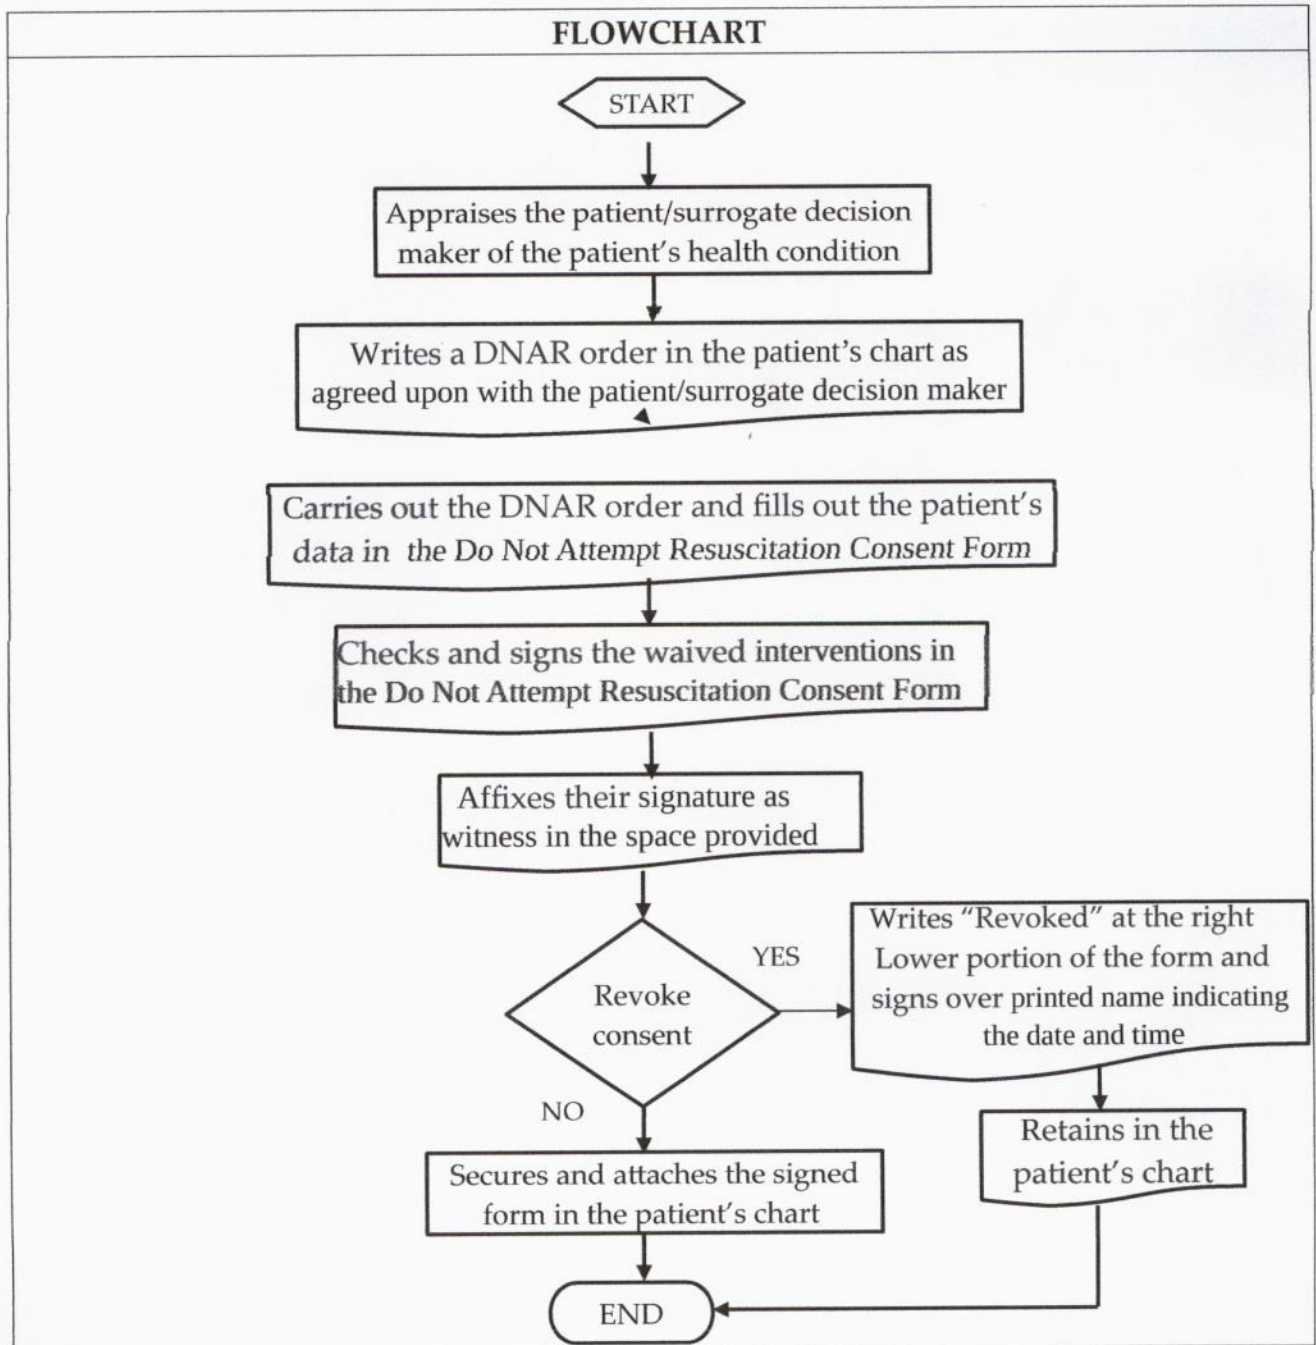 FLOWCHART
START
Appraises the patient/surrogate decision
maker of the patient's health condition
Writes a DNAR order in the patient's chart as
agreed upon with the patient/surrogate decision maker
Carries out the DNAR order and fills out the patient's
data in the Do Not Attempt Resuscitation Consent Form
Checks and signs the waived interventions in
the Do Not Attempt Resuscitation Consent Form
Affixes their signature as
witness in the space provided
Revoke
consent
YES
Writes “Revoked” at the right
Lower portion of the form and
signs over printed name indicating
the date and time
Retains in the
patient's chart
NO
Secures and attaches the signed
form in the patient's chart
END